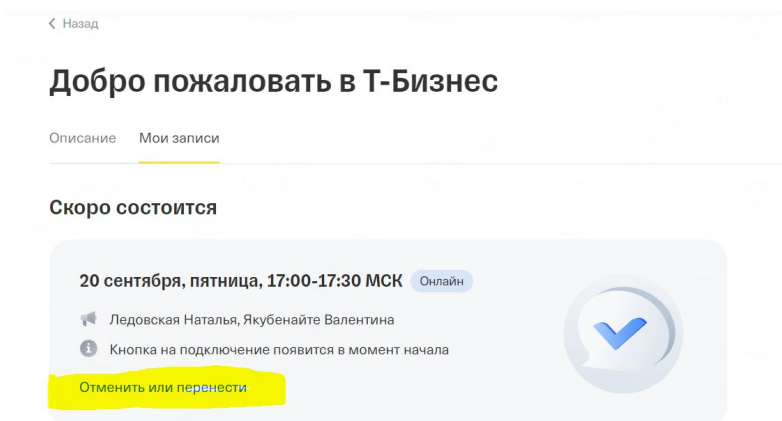 Назад
Добро пожаловать в Т-Бизнес
Описание Мои записи
Скоро состоится
20 сентября, пятница, 17:00-17:30 МСК Онлайн
Ледовская Наталья, Якубенайте Валентина
Кнопка на подключение появится в момент начала
Отменить или перенести